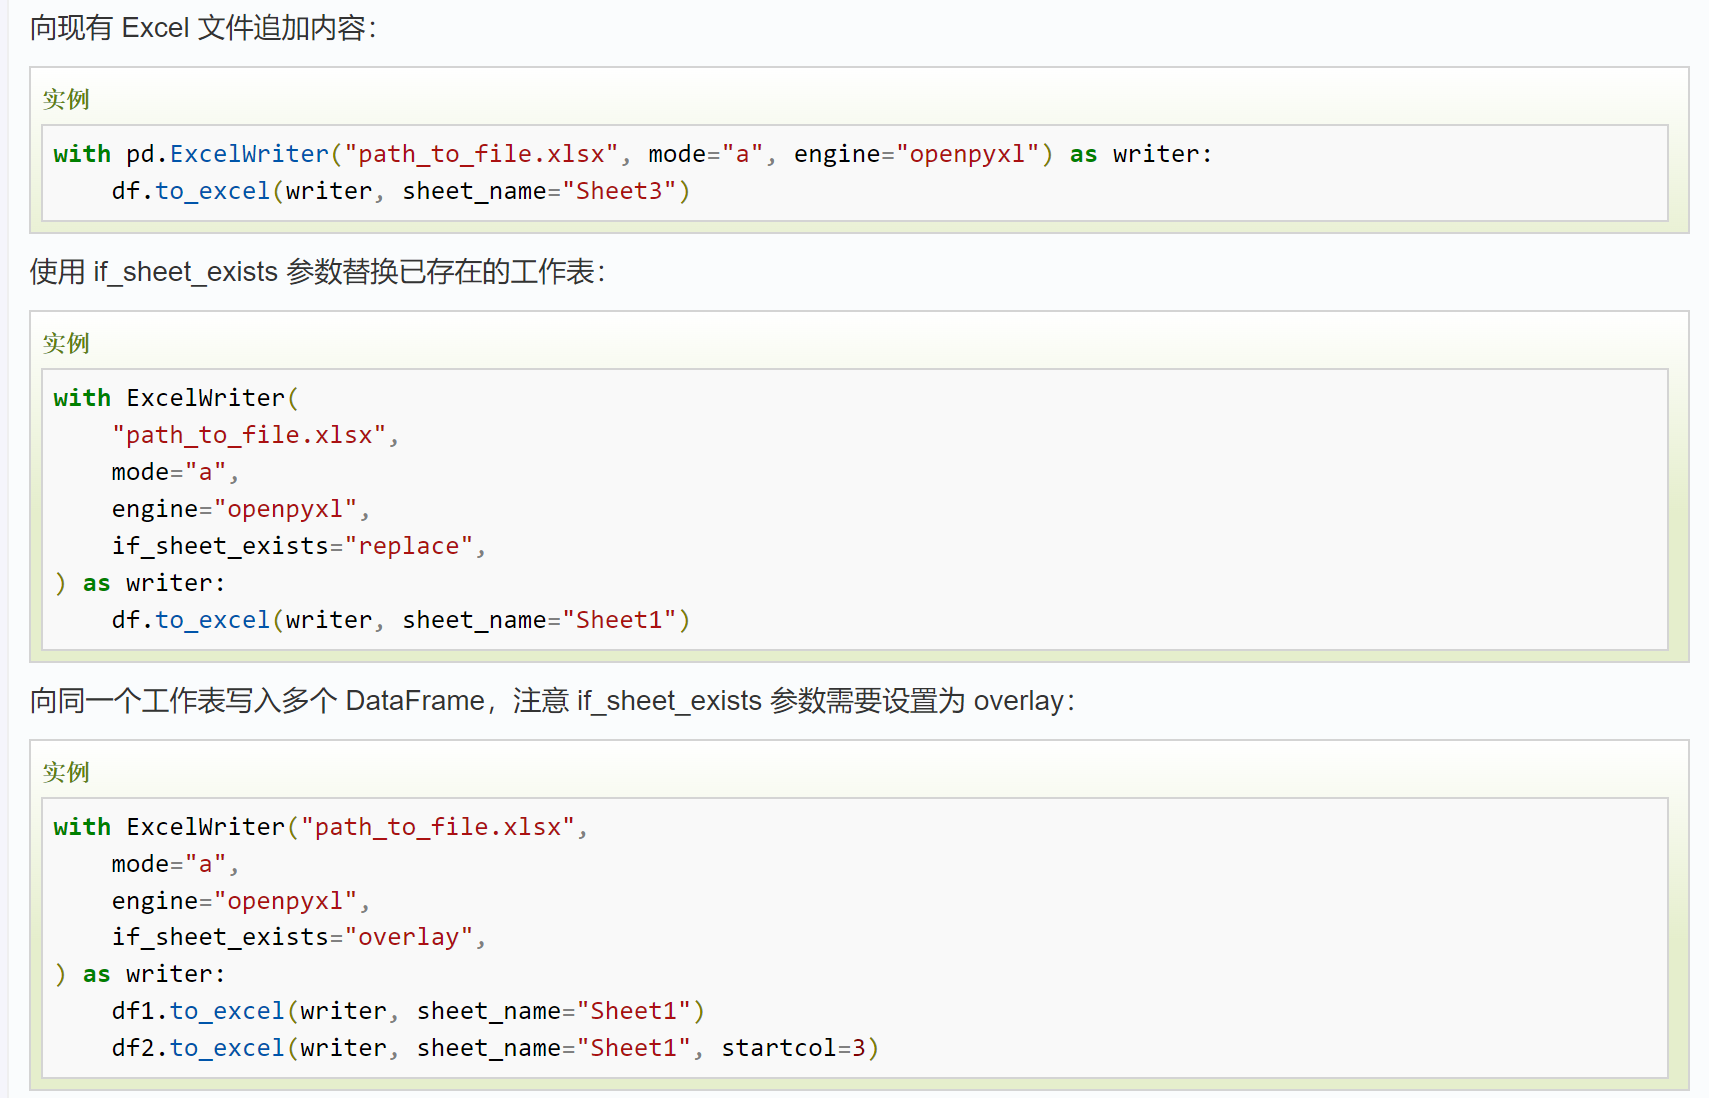 向现有 Excel 文件追加内容：
实例
with pd.ExcelWriter("path_to_file.xlsx", mode="a", engine="openpyxl") as writer:
    df.to_excel(writer, sheet_name="Sheet3")
使用 if_sheet_exists 参数替换已存在的工作表：
实例
with ExcelWriter(
    "path_to_file.xlsx",
    mode="a",
    engine="openpyxl",
    if_sheet_exists="replace",
) as writer:
    df.to_excel(writer, sheet_name="Sheet1")
向同一个工作表写入多个 DataFrame，注意 if_sheet_exists 参数需要设置为 overlay：
实例
with ExcelWriter("path_to_file.xlsx",
    mode="a",
    engine="openpyxl",
    if_sheet_exists="overlay",
) as writer:
    df1.to_excel(writer, sheet_name="Sheet1")
    df2.to_excel(writer, sheet_name="Sheet1", startcol=3)